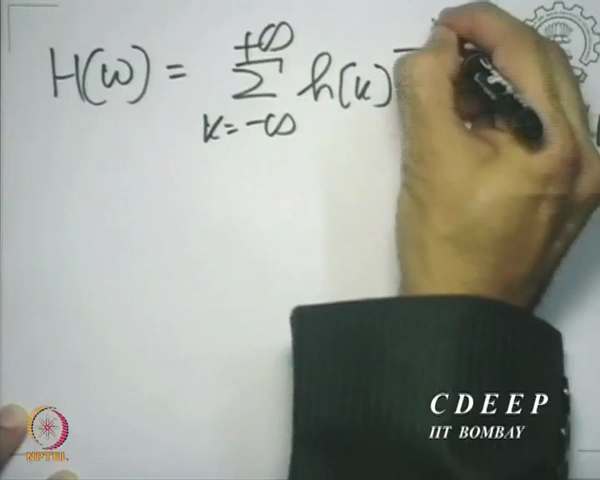 H(ω) = +∞ Σ k=-∞ h(k)
CDEEP
IIT BOMBAY
NPTEL